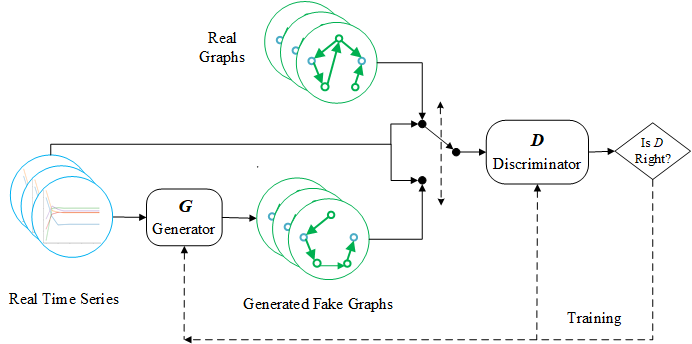 Real
Graphs
D
Discriminator
Is D
Right?
G
Generator
Real Time Series
Generated Fake Graphs
Training